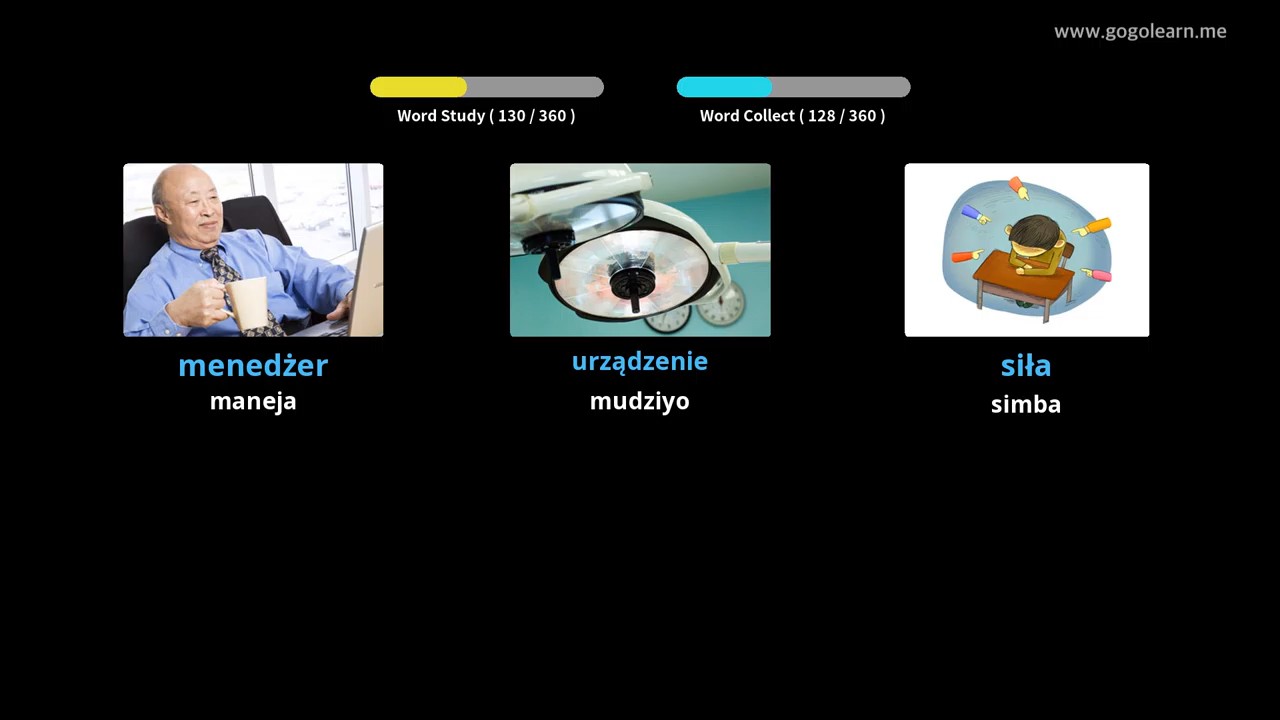 www.gogolearn.me
Word Study ( 130 / 360 )
Word Collect ( 128 / 360 )
menedżer
urządzenie
siła
maneja
mudziyo
simba